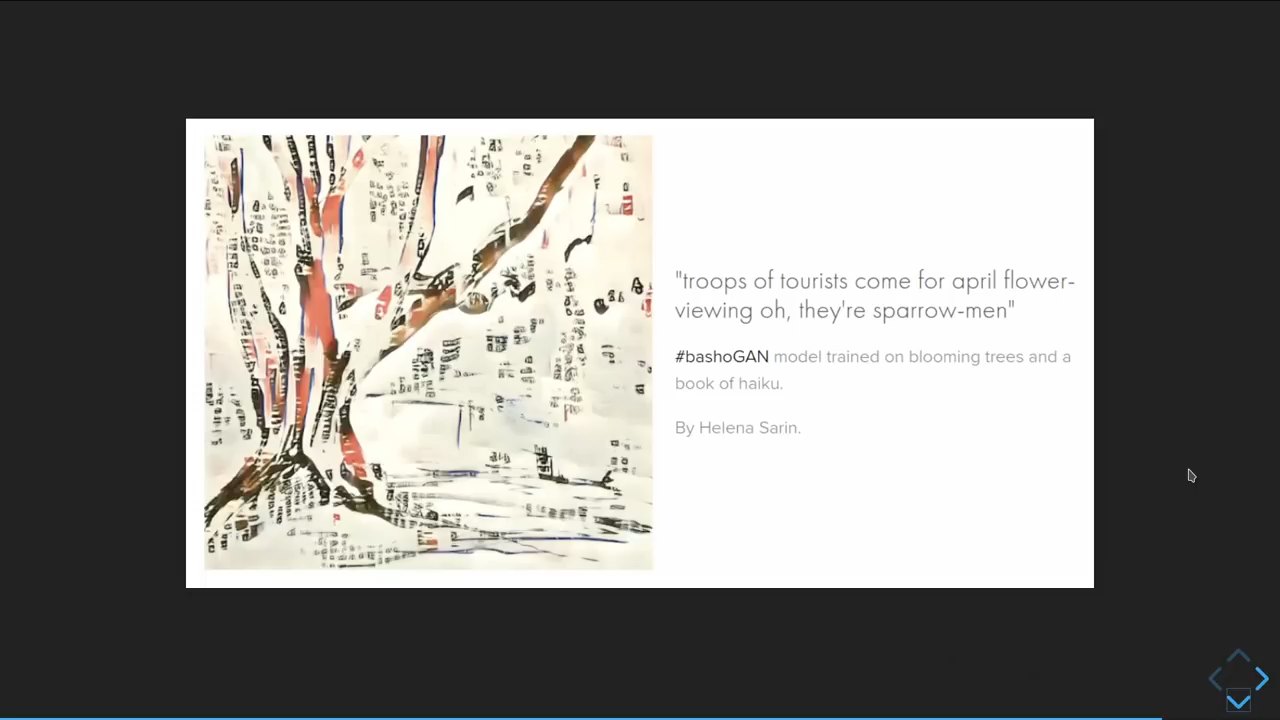 "troops of tourists come for april flower-
viewing oh, they're sparrow-men"
#bashoGAN model trained on blooming trees and a
book of haiku.
By Helena Sarin.